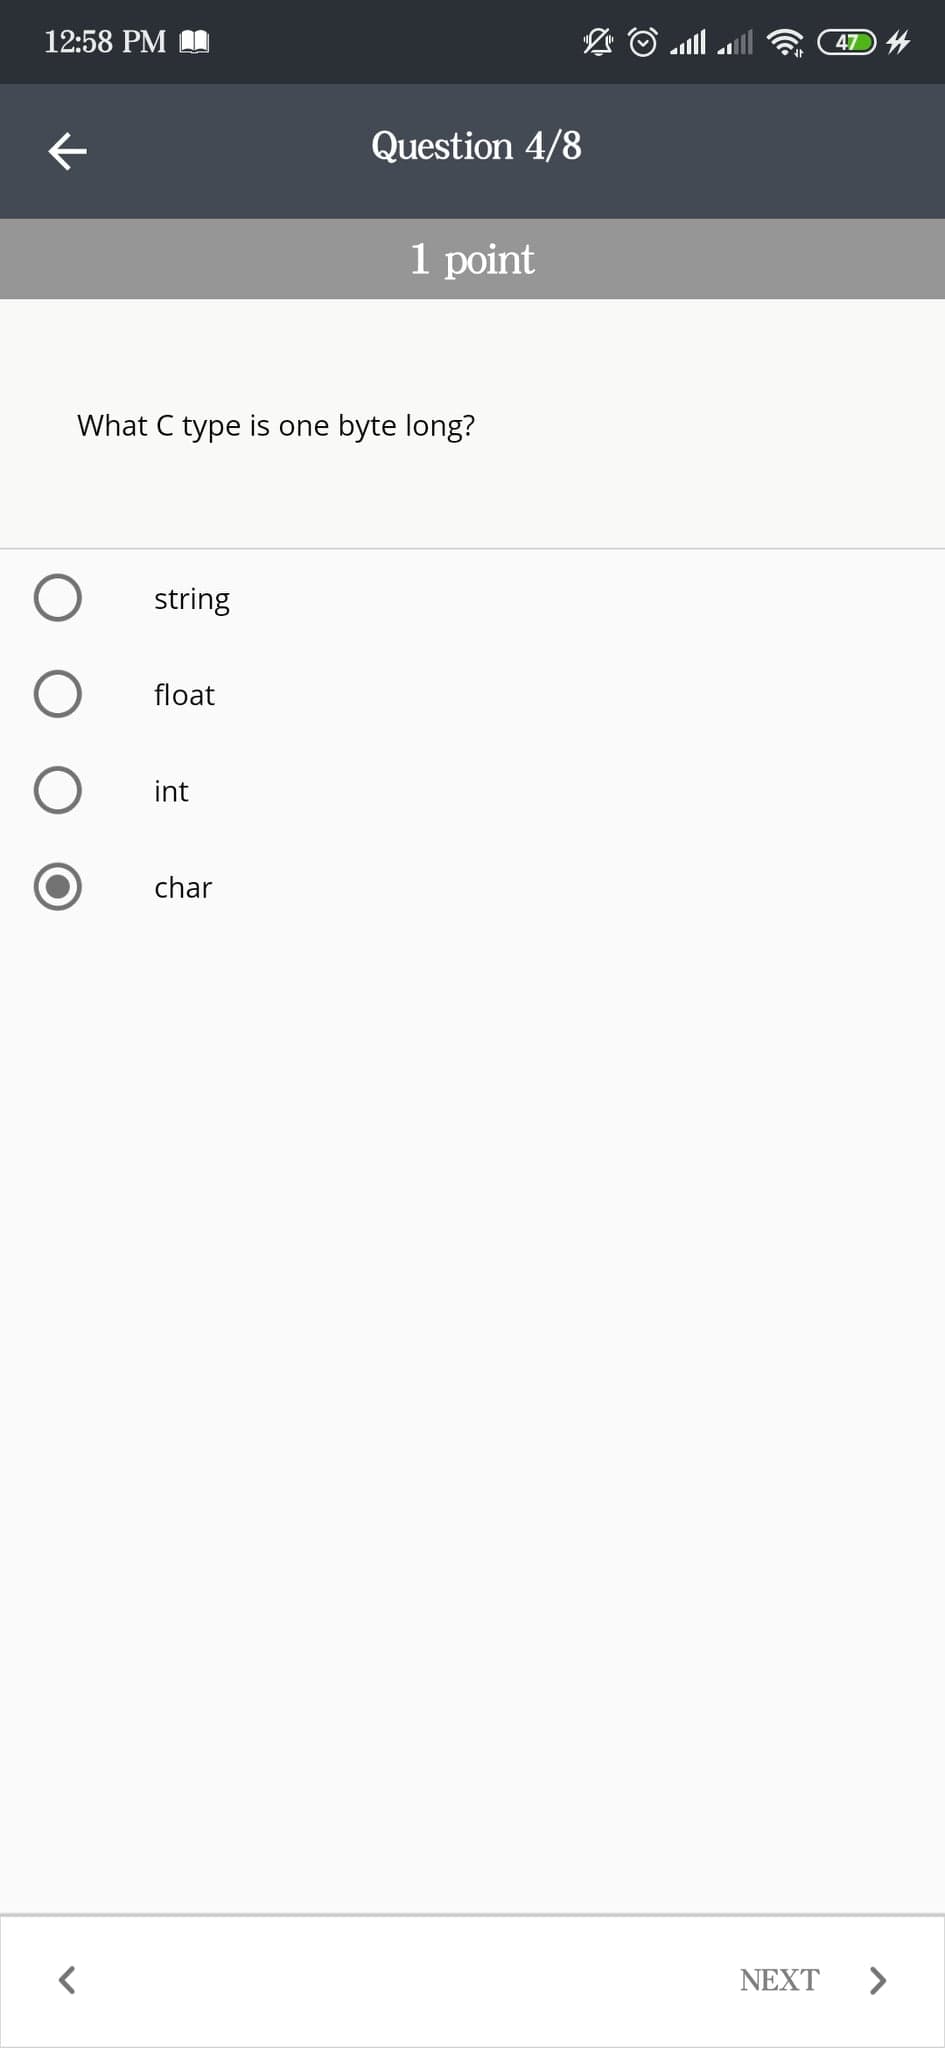 12:58 PM
47
Question 4/8
1 point
What C type is one byte long?
string
float
int
char
NEXT